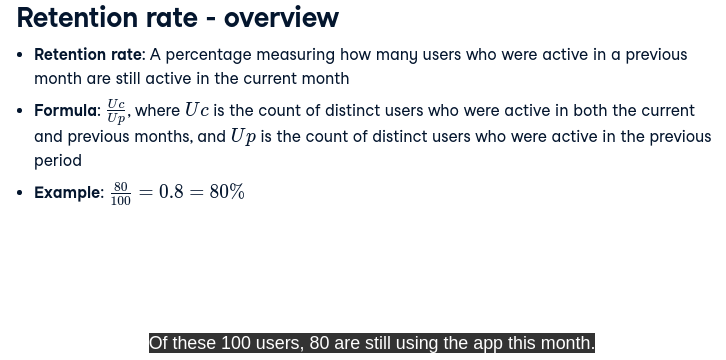 Retention rate - overview
• Retention rate: A percentage measuring how many users who were active in a previous
month are still active in the current month
• Formula: Uc/Up, where Uc is the count of distinct users who were active in both the current
and previous months, and Up is the count of distinct users who were active in the previous
period
• Example: 80/100 = 0.8 = 80%
Of these 100 users, 80 are still using the app this month.